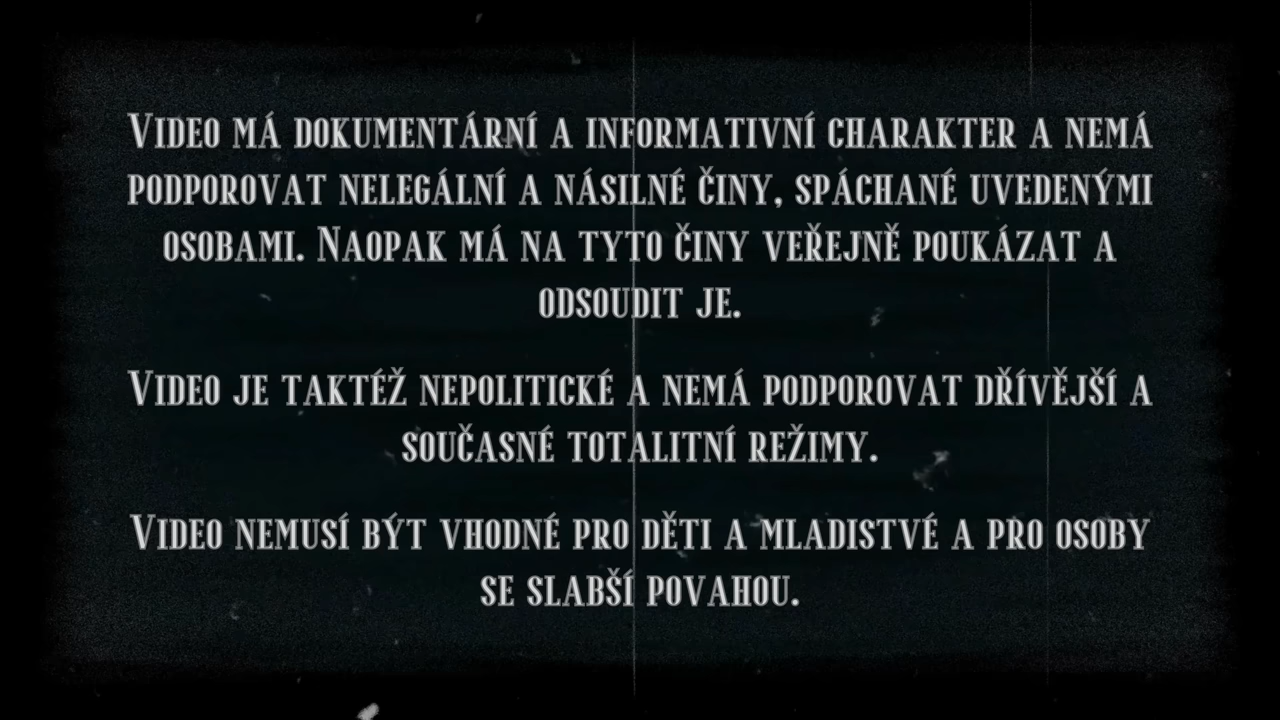 Video má dokumentární a informativní charakter a nemá
podporovat nelegální a násilné činy, spáchané uvedenými
osobami. Naopak má na tyto činy veřejně poukázat a
odsoudit je.
Video je taktéž nepolitické a nemá podporovat dřívější a
současné totalitní režimy.
Video nemusí být vhodné pro děti a mladistvé a pro osoby
se slabší povahou.